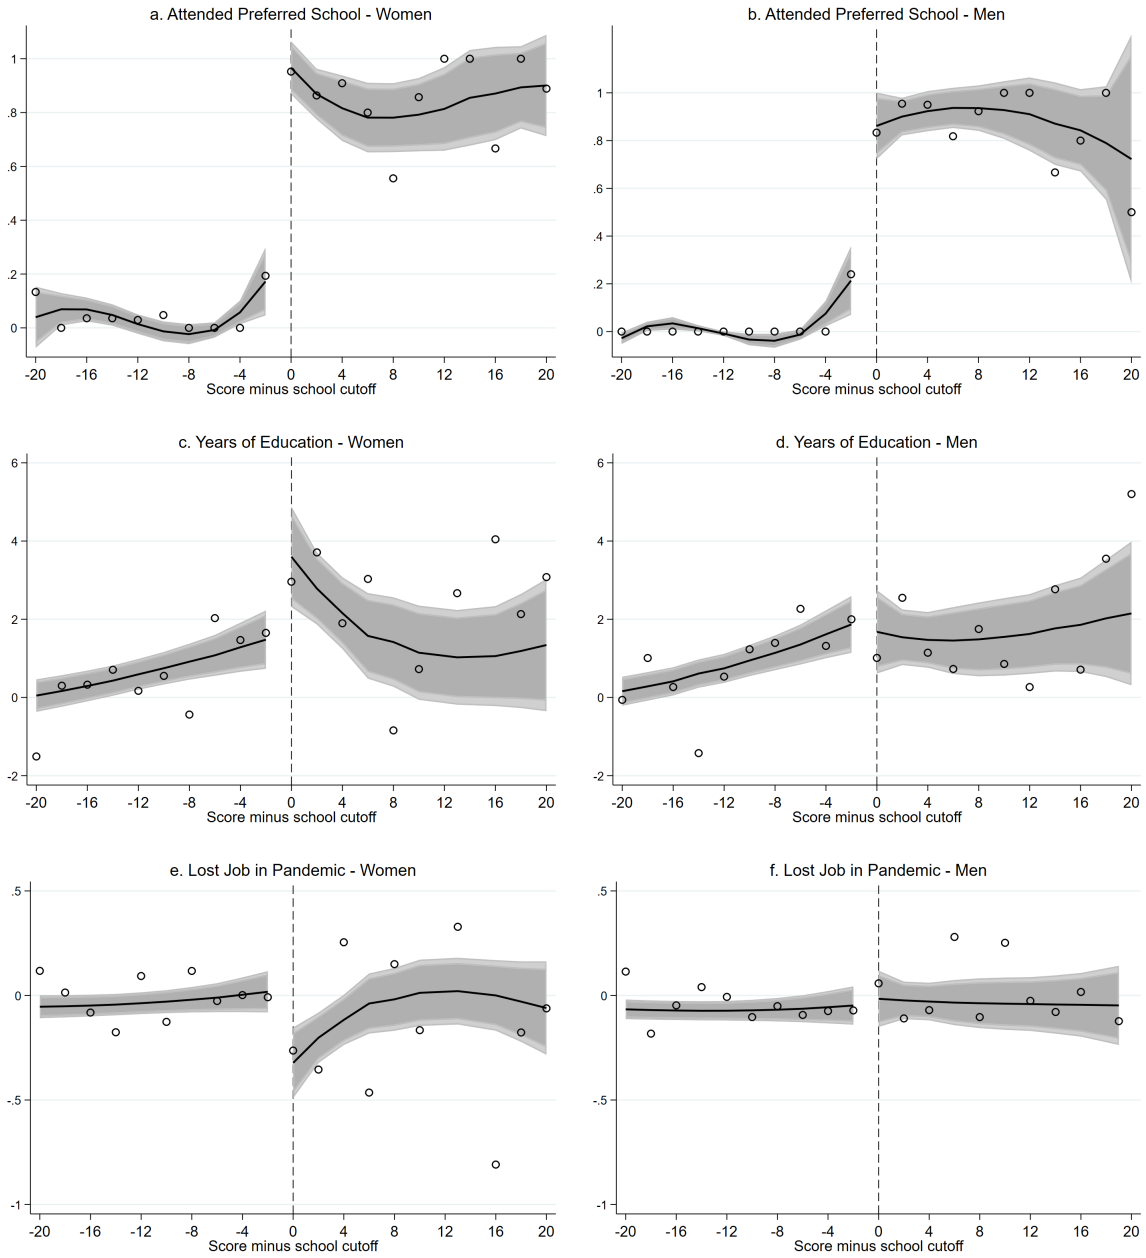 a. Attended Preferred School - Women
1
.8
.6
.4
.2
0
-20 -16 -12 -8 -4 0 4 8 12 16 20
Score minus school cutoff
b. Attended Preferred School - Men
1
.8
.6
.4
.2
0
-20 -16 -12 -8 -4 0 4 8 12 16 20
Score minus school cutoff
c. Years of Education - Women
6
4
2
0
-2
-20 -16 -12 -8 -4 0 4 8 12 16 20
Score minus school cutoff
d. Years of Education - Men
6
4
2
0
-2
-20 -16 -12 -8 -4 0 4 8 12 16 20
Score minus school cutoff
e. Lost Job in Pandemic - Women
.5
0
-.5
-1
-20 -16 -12 -8 -4 0 4 8 12 16 20
Score minus school cutoff
f. Lost Job in Pandemic - Men
.5
0
-.5
-1
-20 -16 -12 -8 -4 0 4 8 12 16 20
Score minus school cutoff